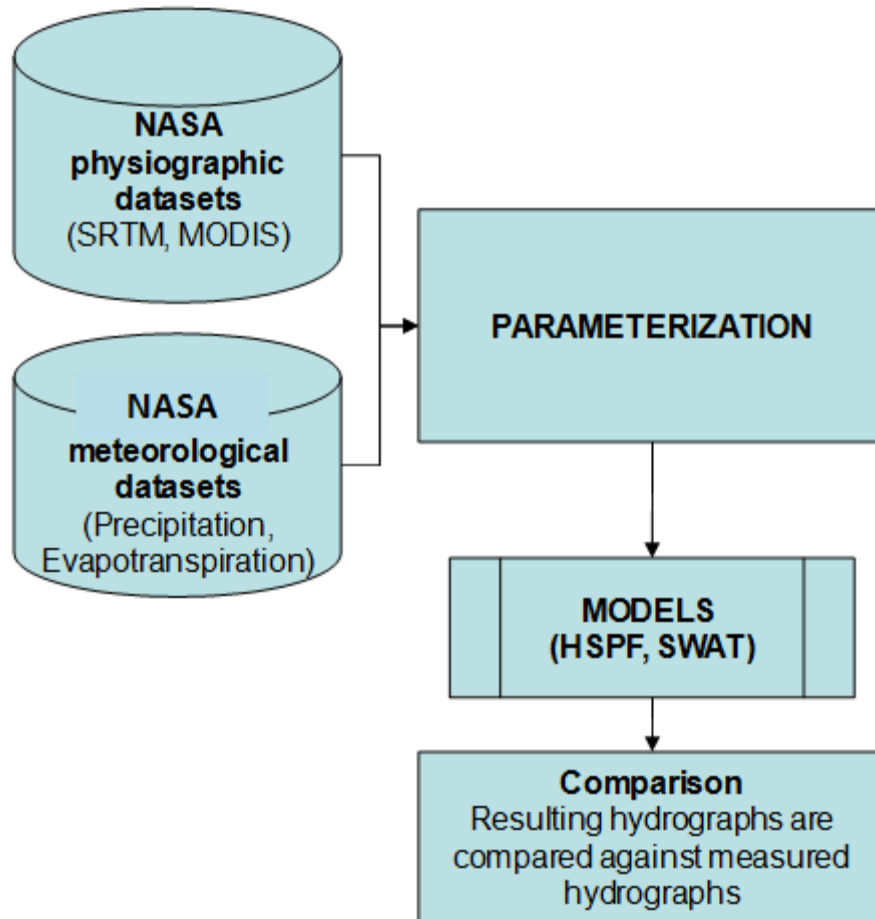 NASA
physiographic
datasets
(SRTM, MODIS)
NASA
meteorological
datasets
(Precipitation,
Evapotranspiration)
PARAMETERIZATION
MODELS
(HSPF, SWAT)
Comparison
Resulting hydrographs are
compared against measured
hydrographs